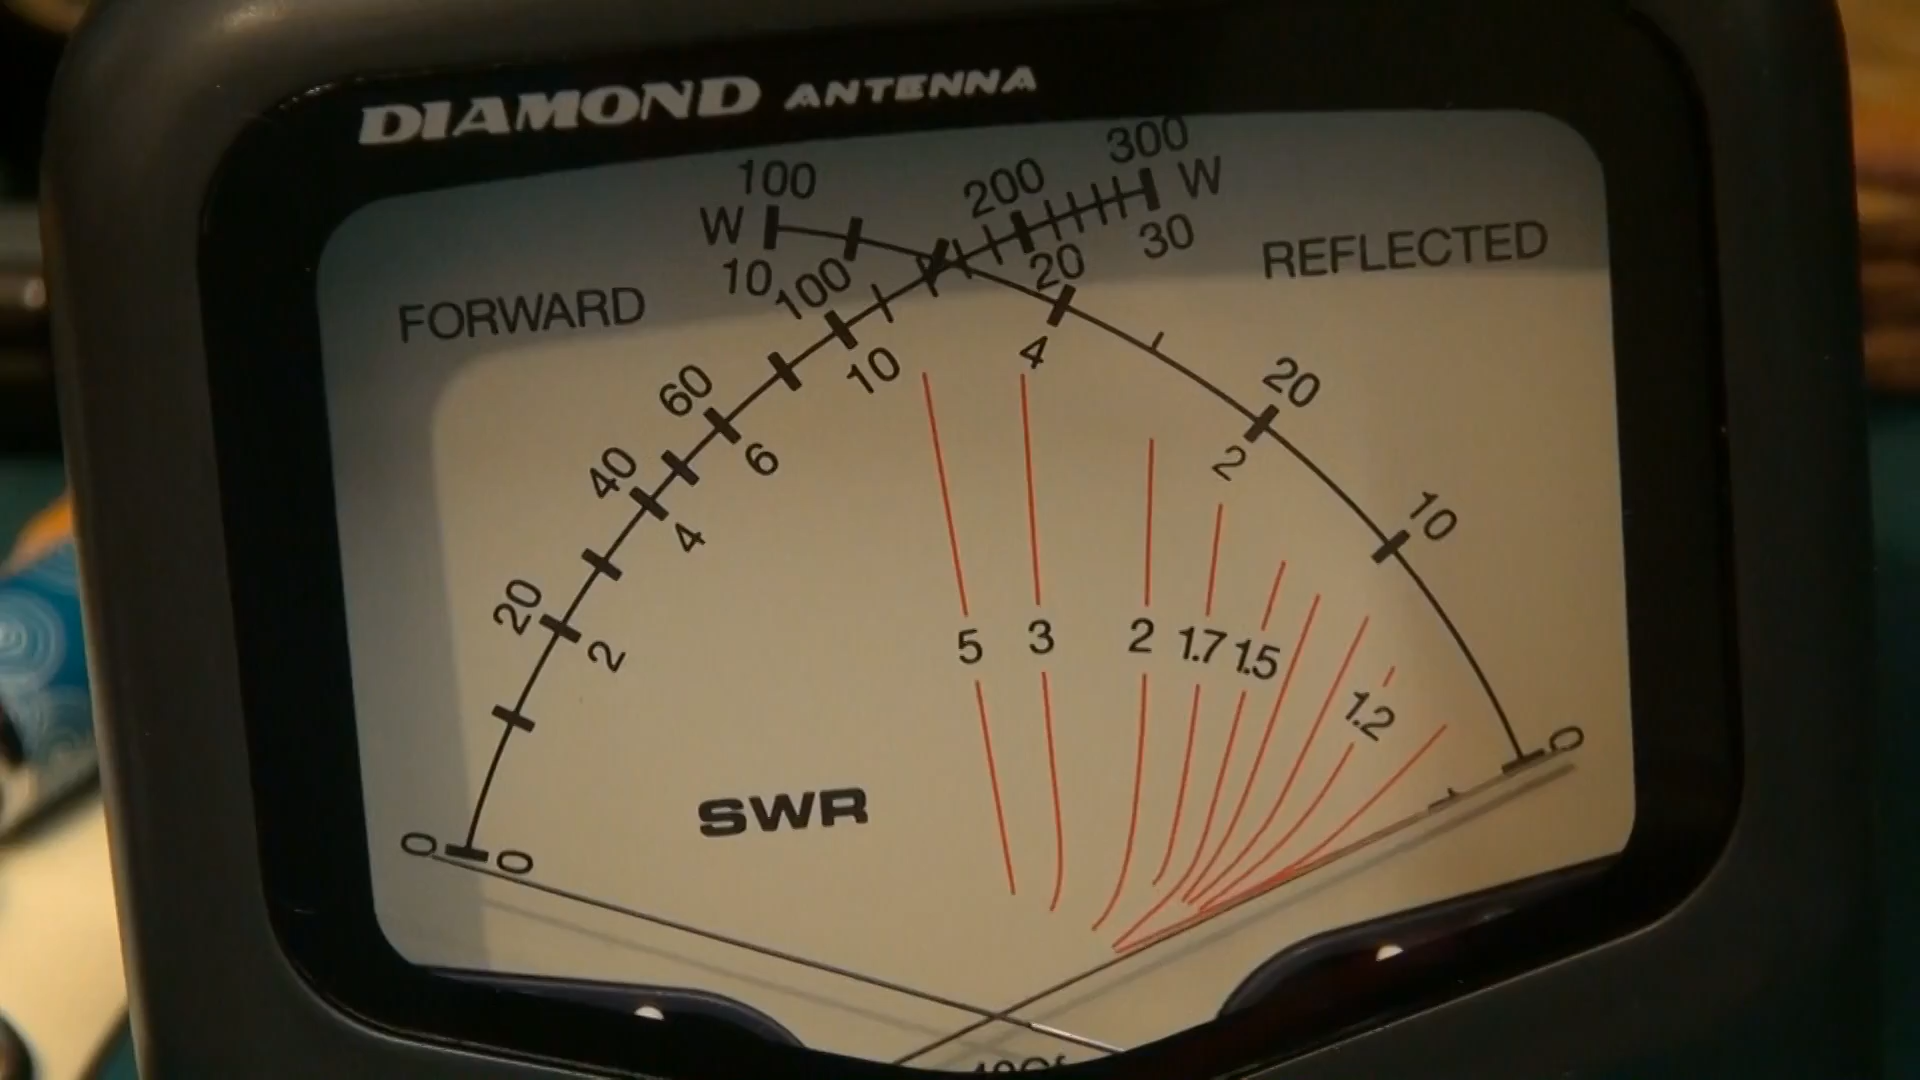 DIAMOND ANTENNA
100 200 300
W W
10 100 20 30
FORWARD REFLECTED
60 10 4 20
40 6 2 10
20 4
2
5 3 2 1.7 1.5
1.2
SWR
0 0 0